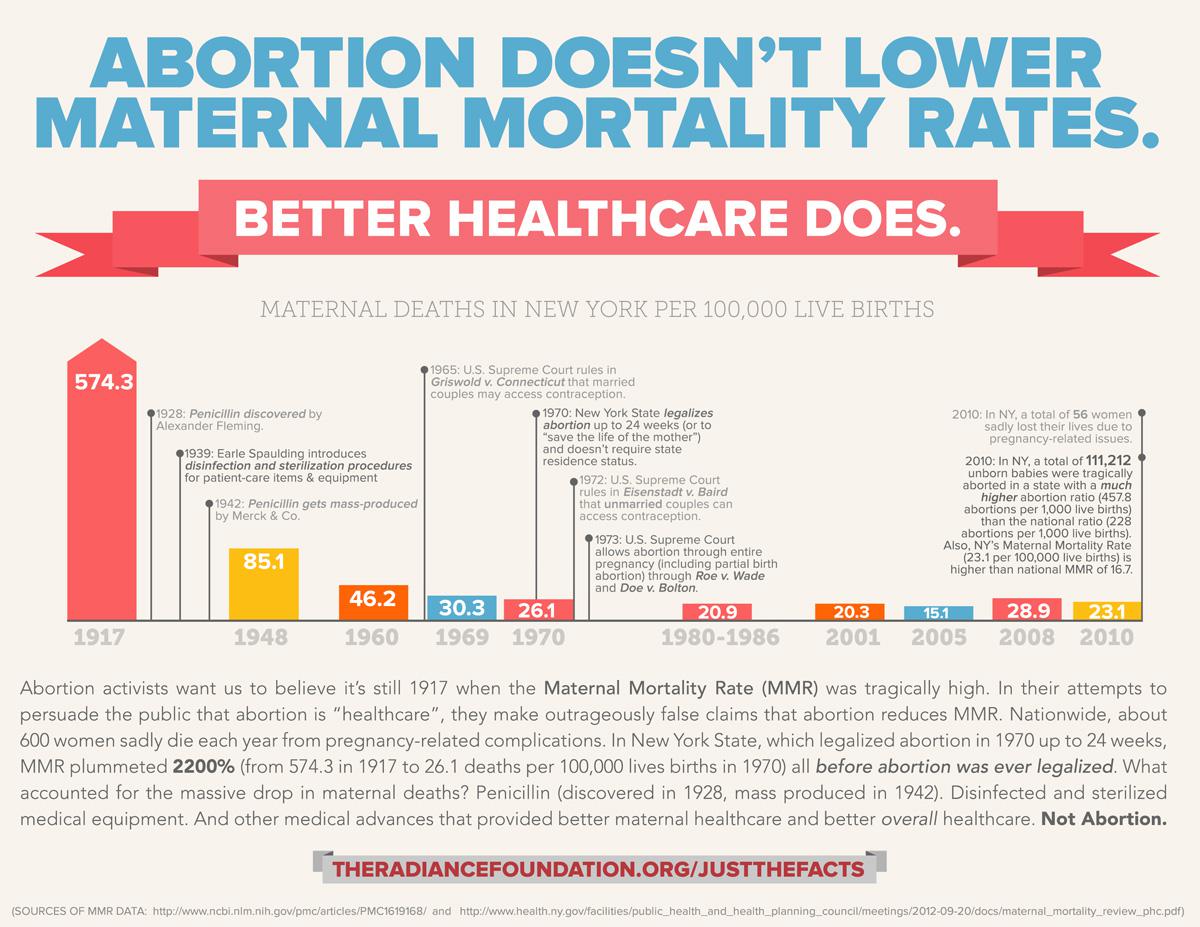 ABORTION DOESN'T LOWER
MATERNAL MORTALITY RATES.
BETTER HEALTHCARE DOES.
MATERNAL DEATHS IN NEW YORK PER 100,000 LIVE BIRTHS
574.3
1928: Penicillin discovered by
Alexander Fleming.
1939: Earle Spaulding introduces
disinfection and sterilization procedures
for patient-care items & equipment
1942: Penicillin gets mass-produced
by Merck & Co.
1965: U.S. Supreme Court rules in
Griswold v. Connecticut that married
couples may access contraception.
1970: New York State legalizes
abortion up to 24 weeks (or to
"save the life of the mother")
and doesn't require state
residence status.
1972: U.S. Supreme Court
rules in Eisenstadt v. Baird
that unmarried couples can
access contraception.
1973: U.S. Supreme Court
allows abortion through entire
pregnancy (including partial birth
abortion) through Roe v. Wade
and Doe v. Bolton.
2010: In NY, a total of 56 women
sadly lost their lives due to
pregnancy-related issues.
2010: In NY, a total of 111,212
unborn babies were tragically
aborted in a state with a much
higher abortion ratio (457.8
abortions per 1,000 live births)
than the national ratio (228
abortions per 1,000 live births).
Also, NY's Maternal Mortality Rate
(23.1 per 100,000 live births) is
higher than national MMR of 16.7.
85.1
46.2
30.3
26.1
20.9
20.3
15.1
28.9
23.1
1917
1948
1960
1969
1970
1980-1986
2001
2005
2008
2010
Abortion activists want us to believe it's still 1917 when the Maternal Mortality Rate (MMR) was tragically high. In their attempts to
persuade the public that abortion is "healthcare", they make outrageously false claims that abortion reduces MMR. Nationwide, about
600 women sadly die each year from pregnancy-related complications. In New York State, which legalized abortion in 1970 up to 24 weeks,
MMR plummeted 2200% (from 574.3 in 1917 to 26.1 deaths per 100,000 lives births in 1970) all before abortion was ever legalized. What
accounted for the massive drop in maternal deaths? Penicillin (discovered in 1928, mass produced in 1942). Disinfected and sterilized
medical equipment. And other medical advances that provided better maternal healthcare and better overall healthcare. Not Abortion.
THERADIANCEFOUNDATION.ORG/JUSTTHEFACTS
(SOURCES OF MMR DATA: http://www.ncbi.nlm.nih.gov/pmc/articles/PMC1619168/ and http://www.health.ny.gov/facilities/public_health_and_health_planning_council/meetings/2012-09-20/docs/maternal_mortality_review_phc.pdf)